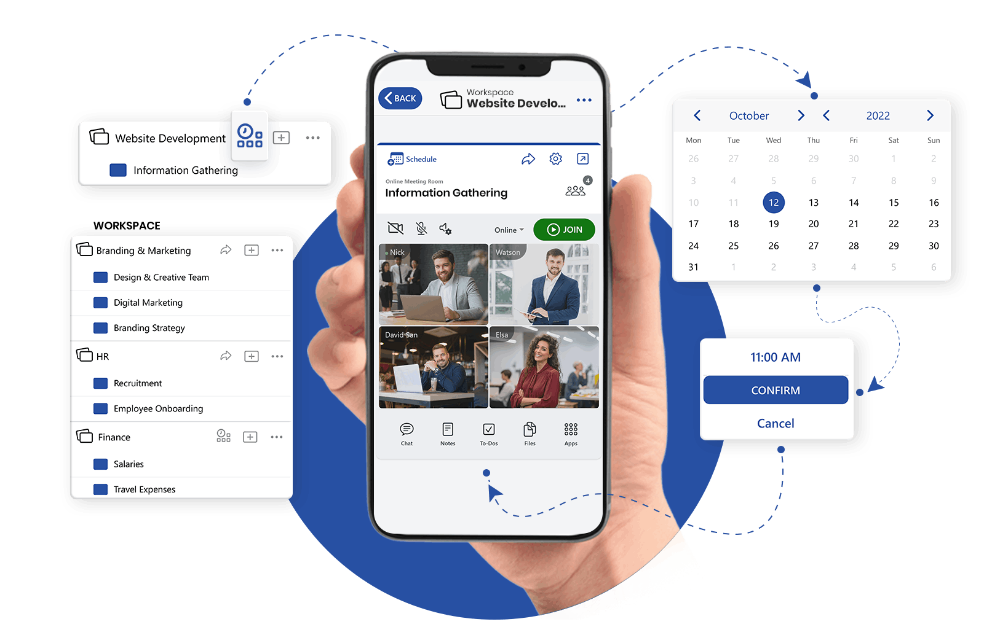 Website Development
Information Gathering
WORKSPACE
Branding & Marketing
Design & Creative Team
Digital Marketing
Branding Strategy
HR
Recruitment
Employee Onboarding
Finance
Salaries
Travel Expenses
BACK
Workspace
Website Develo...
Schedule
Online Meeting Room
Information Gathering
4
Online
JOIN
Nick
Watson
David San
Elsa
Chat Notes To-Dos Files Apps
October 2022
Mon Tue Wed Thu Fri Sat Sun
26 27 28 29 30 1 2
3 4 5 6 7 8 9
10 11 12 13 14 15 16
17 18 19 20 21 22 23
24 25 26 27 28 29 30
31 1 2 3 4 5 6
11:00 AM
CONFIRM
Cancel